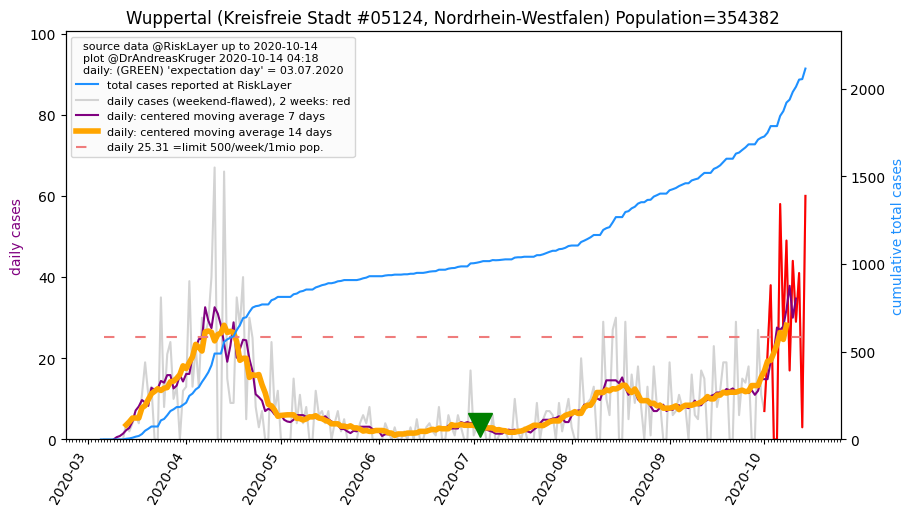 Wuppertal (Kreisfreie Stadt #05124, Nordrhein-Westfalen) Population=354382
source data @RiskLayer up to 2020-10-14
plot @DrAndreasKruger 2020-10-14 04:18
daily: (GREEN) 'expectation day' = 03.07.2020
total cases reported at RiskLayer
daily cases (weekend-flawed), 2 weeks: red
daily: centered moving average 7 days
daily: centered moving average 14 days
daily 25.31 =limit 500/week/1mio pop.
daily cases
100
80
60
40
20
0
cumulative total cases
2000
1500
1000
500
0
2020-03
2020-04
2020-05
2020-06
2020-07
2020-08
2020-09
2020-10